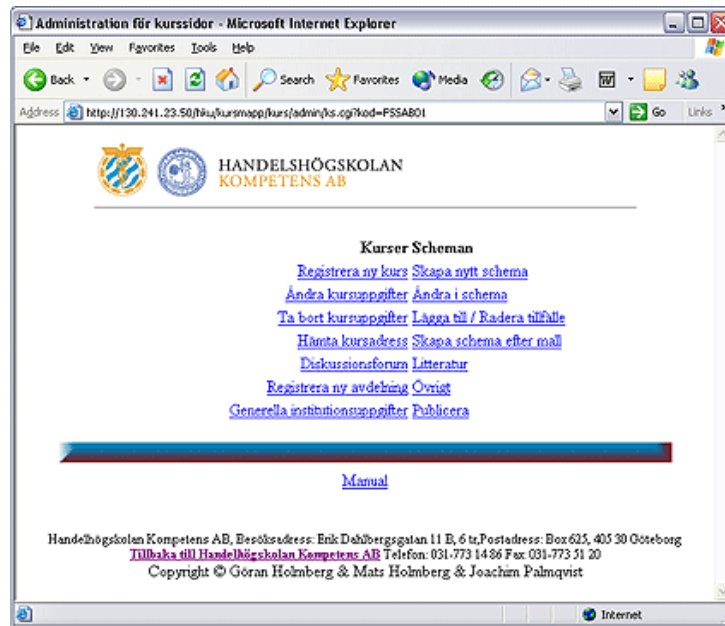 Administration för kurssidor - Microsoft Internet Explorer
File Edit View Favorites Tools Help
Back Search Favorites Media
Address http://130.241.23.50/hku/kursmapp/kurs/admin/ks.cgi?kod=PSSAB01 Go Links
HANDELSHÖGSKOLAN
KOMPETENS AB
Kurser Scheman
Registrera ny kurs Skapa nytt schema
Ändra kursuppgifter Ändra i schema
Ta bort kursuppgifter Lägga till / Radera tillfälle
Hämta kursadress Skapa schema efter mall
Diskussionsforum Litteratur
Registrera ny avdelning Övrigt
Generella institutionsuppgifter Publicera
Manual
Handelhögskolan Kompetens AB, Besöksadress: Erik Dahlbergsgatan 11 B, 6 tr,Postadress: Box 625, 405 30 Göteborg
Tillbaka till Handelhögskolan Kompetens AB Telefon: 031-773 14 86 Fax: 031-773 51 20
Copyright © Göran Holmberg & Mats Holmberg & Joachim Palmqvist
Internet